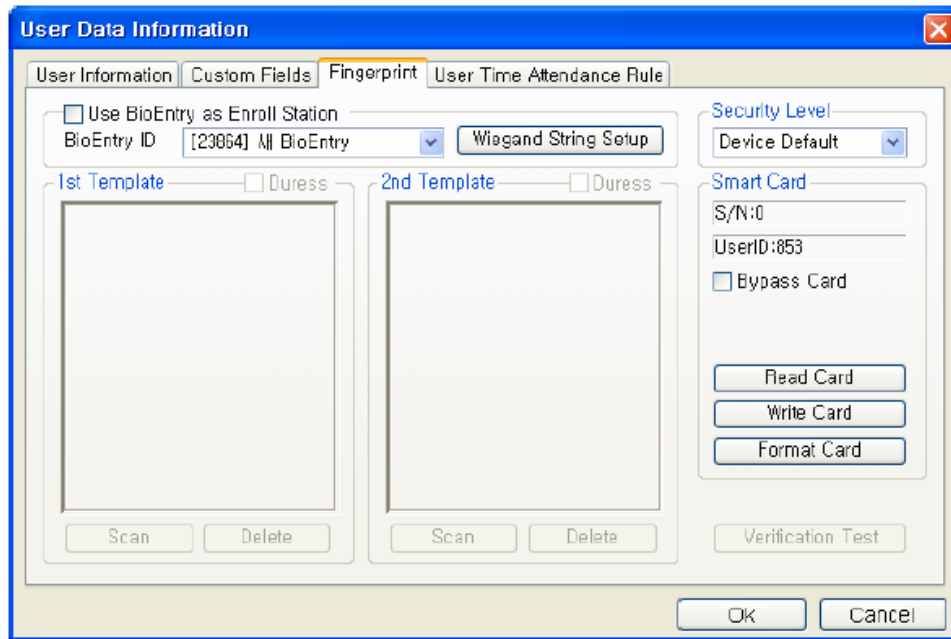 User Data Information
User Information Custom Fields Fingerprint User Time Attendance Rule
Use BioEntry as Enroll Station
BioEntry ID [23864] 새 BioEntry Wiegand String Setup
Security Level
Device Default
1st Template Duress
2nd Template Duress
Smart Card
S/N:0
UserID:853
Bypass Card
Read Card
Write Card
Format Card
Scan Delete
Scan Delete
Verification Test
OK Cancel